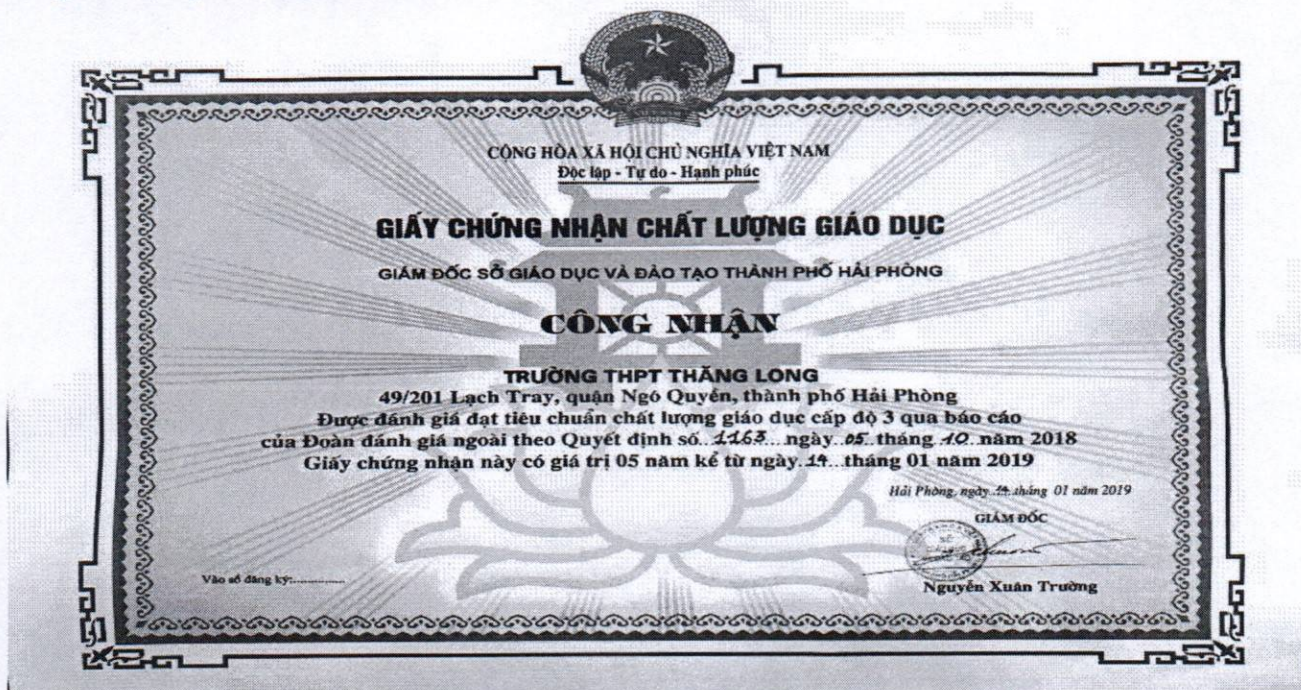 CỘNG HÒA XÃ HỘI CHỦ NGHĨA VIỆT NAM
Độc lập - Tự do - Hạnh phúc
GIẤY CHỨNG NHẬN CHẤT LƯỢNG GIÁO DỤC
GIÁM ĐỐC SỞ GIÁO DỤC VÀ ĐÀO TẠO THÀNH PHỐ HẢI PHÒNG
CÔNG NHẬN
TRƯỜNG THPT THĂNG LONG
49/201 Lạch Tray, quận Ngô Quyền, thành phố Hải Phòng
Được đánh giá đạt tiêu chuẩn chất lượng giáo dục cấp độ 3 qua báo cáo
của Đoàn đánh giá ngoài theo Quyết định số..1163...ngày..05..tháng..10..năm 2018
Giấy chứng nhận này có giá trị 05 năm kể từ ngày..14...tháng 01 năm 2019
Hải Phòng, ngày..14..tháng 01 năm 2019
GIÁM ĐỐC
Nguyễn Xuân Trường
Vào sổ đăng ký:...............